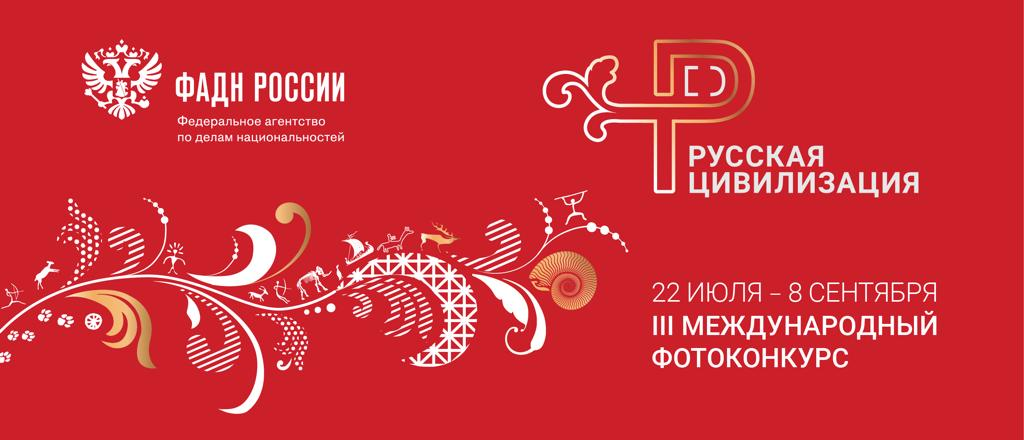 ФАДН РОССИИ
Федеральное агентство
по делам национальностей
РУССКАЯ
ЦИВИЛИЗАЦИЯ
22 ИЮЛЯ – 8 СЕНТЯБРЯ
III МЕЖДУНАРОДНЫЙ
ФОТОКОНКУРС